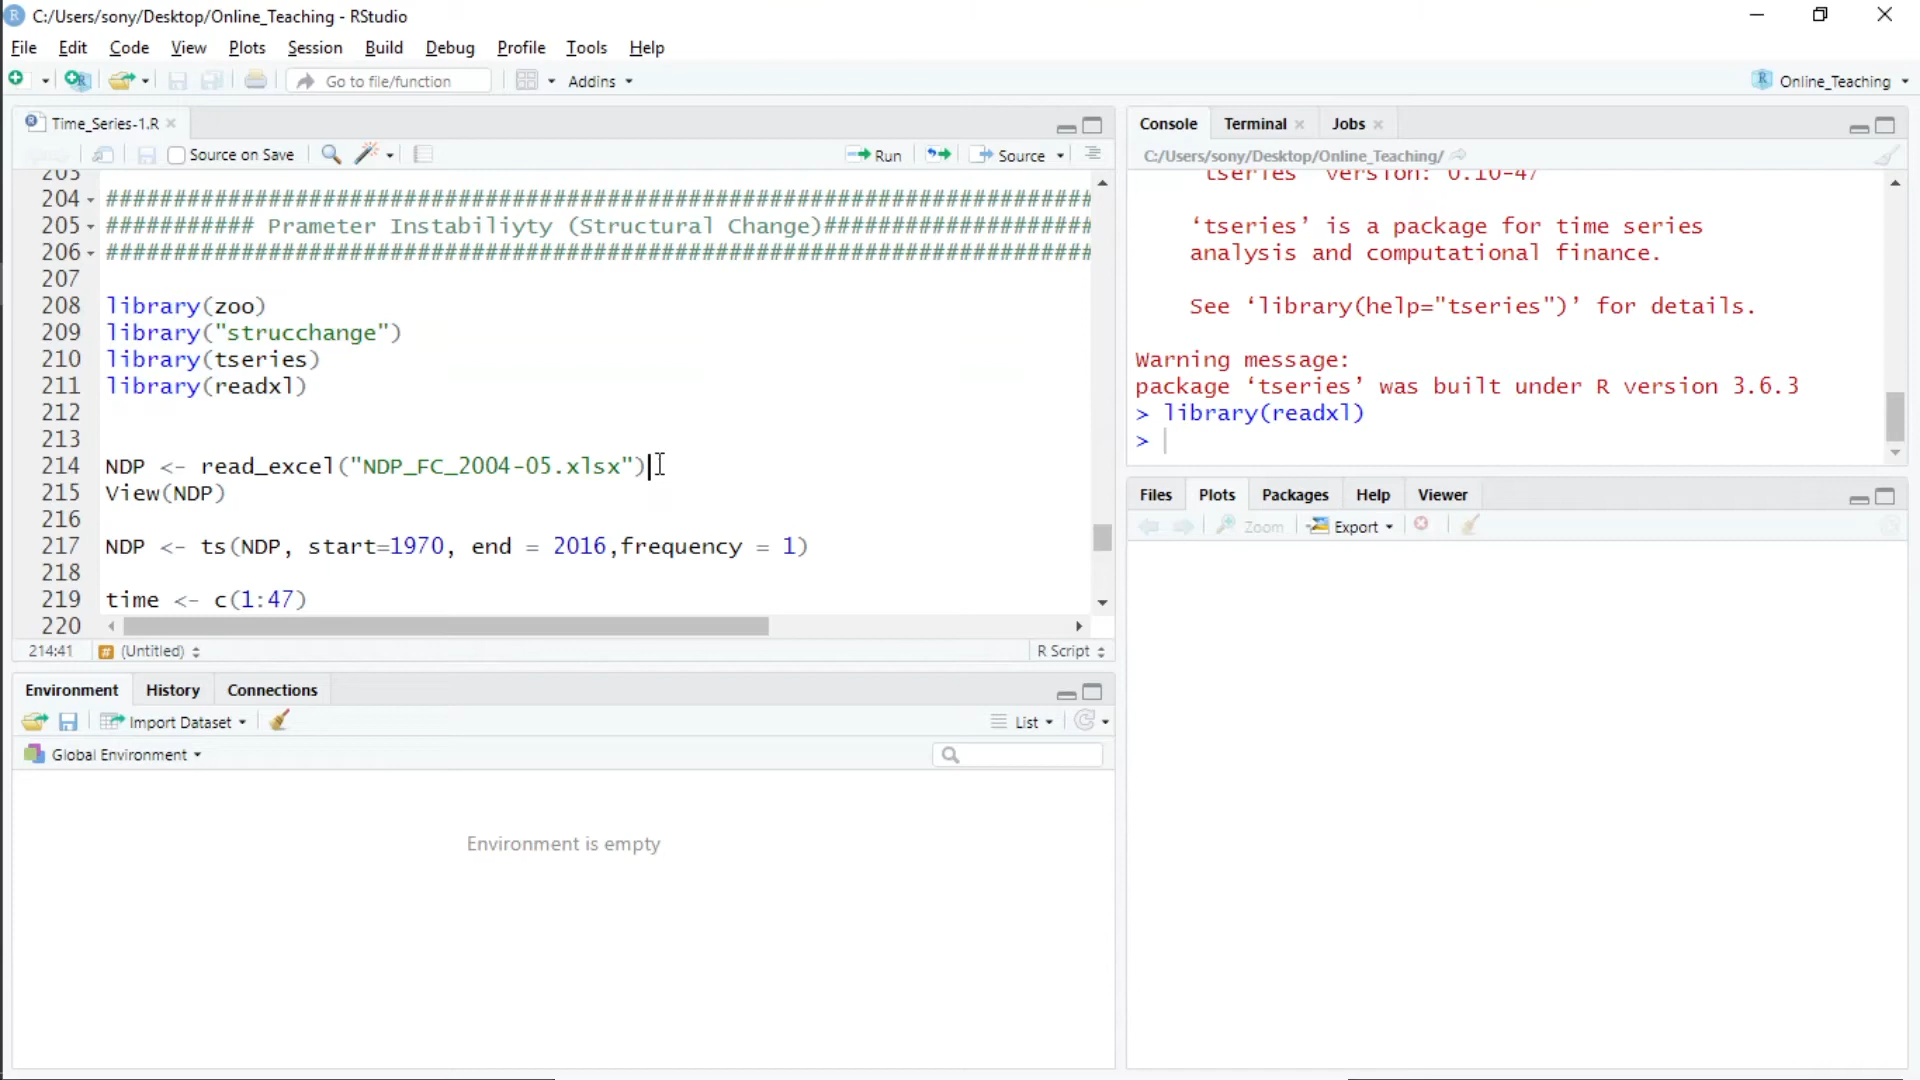 C:/Users/sony/Desktop/Online_Teaching - RStudio
File Edit Code View Plots Session Build Debug Profile Tools Help
Go to file/function Addins Online_Teaching
Time_Series-1.R
Source on Save Run Source
203
204 #########################################################################
205 ########### Prameter Instabiliyty (Structural Change)####################
206 #########################################################################
207
208 library(zoo)
209 library("strucchange")
210 library(tseries)
211 library(readxl)
212
213
214 NDP <- read_excel("NDP_FC_2004-05.xlsx")
215 View(NDP)
216
217 NDP <- ts(NDP, start=1970, end = 2016,frequency = 1)
218
219 time <- c(1:47)
220
214:41 # (Untitled) R Script
Environment History Connections
Import Dataset List
Global Environment
Environment is empty
Console Terminal Jobs
C:/Users/sony/Desktop/Online_Teaching/
‘tseries’ version: 0.10-47
‘tseries’ is a package for time series
analysis and computational finance.
See ‘library(help="tseries")’ for details.
Warning message:
package ‘tseries’ was built under R version 3.6.3
> library(readxl)
>
Files Plots Packages Help Viewer
Zoom Export